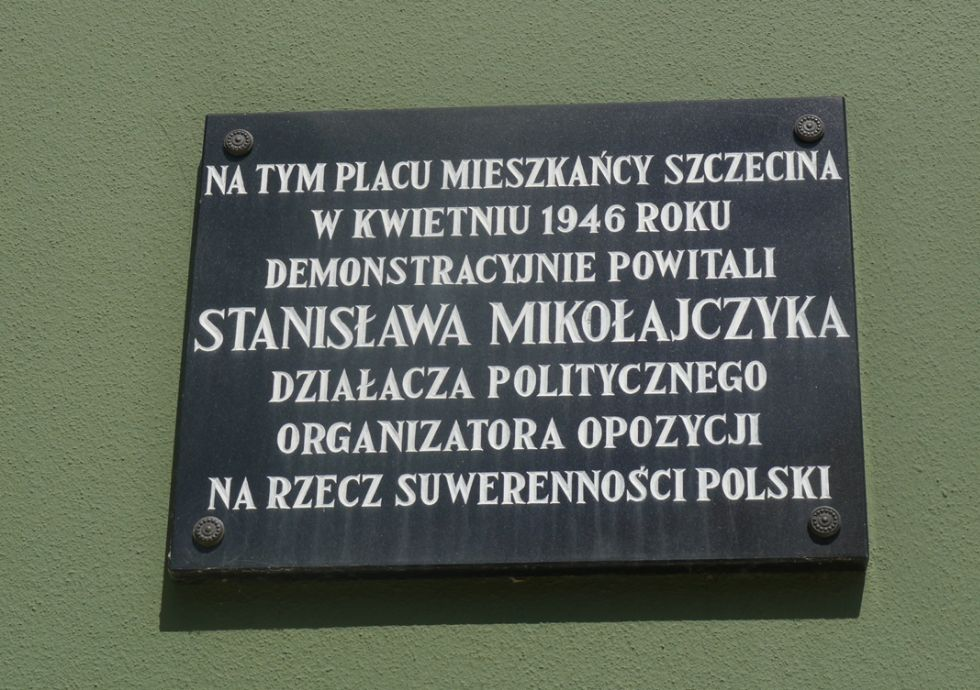 NA TYM PLACU MIESZKAŃCY SZCZECINA
W KWIETNIU 1946 ROKU
DEMONSTRACYJNIE POWITALI
STANISŁAWA MIKOŁAJCZYKA
DZIAŁACZA POLITYCZNEGO
ORGANIZATORA OPOZYCJI
NA RZECZ SUWERENNOŚCI POLSKI